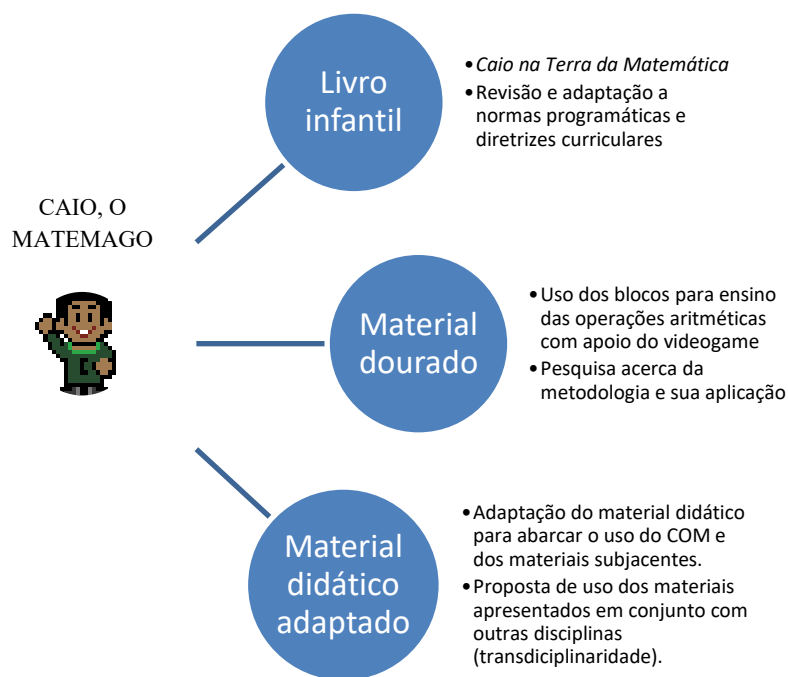 CAIO, O
MATEMAGO
Livro
infantil
•Caio na Terra da Matemática
•Revisão e adaptação a
normas programáticas e
diretrizes curriculares
Material
dourado
•Uso dos blocos para ensino
das operações aritméticas
com apoio do videogame
•Pesquisa acerca da
metodologia e sua aplicação
Material
didático
adaptado
•Adaptação do material didático
para abarcar o uso do COM e
dos materiais subjacentes.
•Proposta de uso dos materiais
apresentados em conjunto com
outras disciplinas
(transdiciplinaridade).